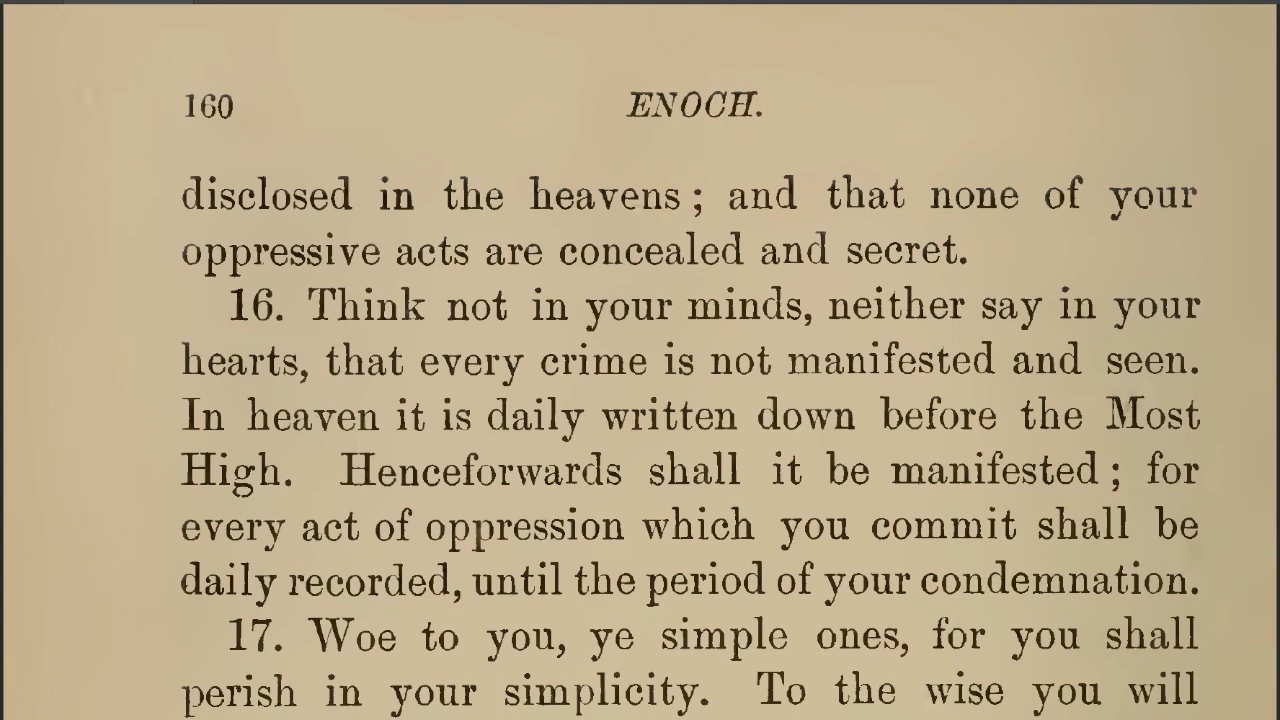 160 ENOCH.
disclosed in the heavens ; and that none of your
oppressive acts are concealed and secret.
16. Think not in your minds, neither say in your
hearts, that every crime is not manifested and seen.
In heaven it is daily written down before the Most
High. Henceforwards shall it be manifested ; for
every act of oppression which you commit shall be
daily recorded, until the period of your condemnation.
17. Woe to you, ye simple ones, for you shall
perish in your simplicity. To the wise you will